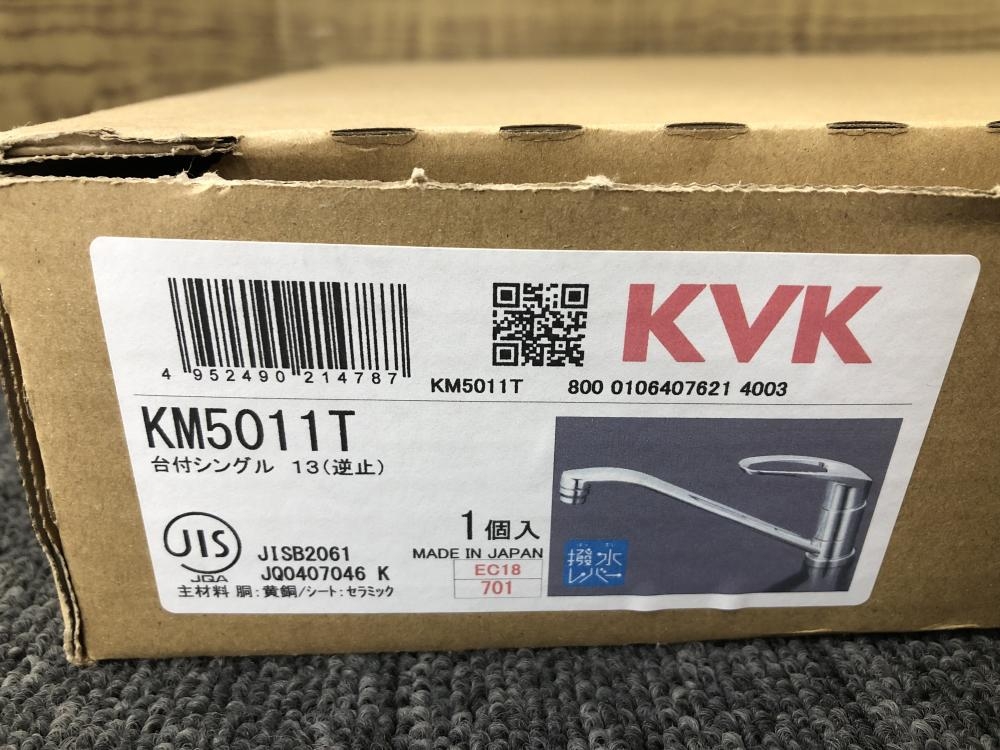 4 952490 214787
KM5011T 800 0106407621 4003
KVK
KM5011T
台付シングル 13(逆止)
JIS
JQA
JISB2061
JQ0407046 K
主材料 胴:黄銅/シート:セラミック
1個入
MADE IN JAPAN
EC18
701
撥水
レバー